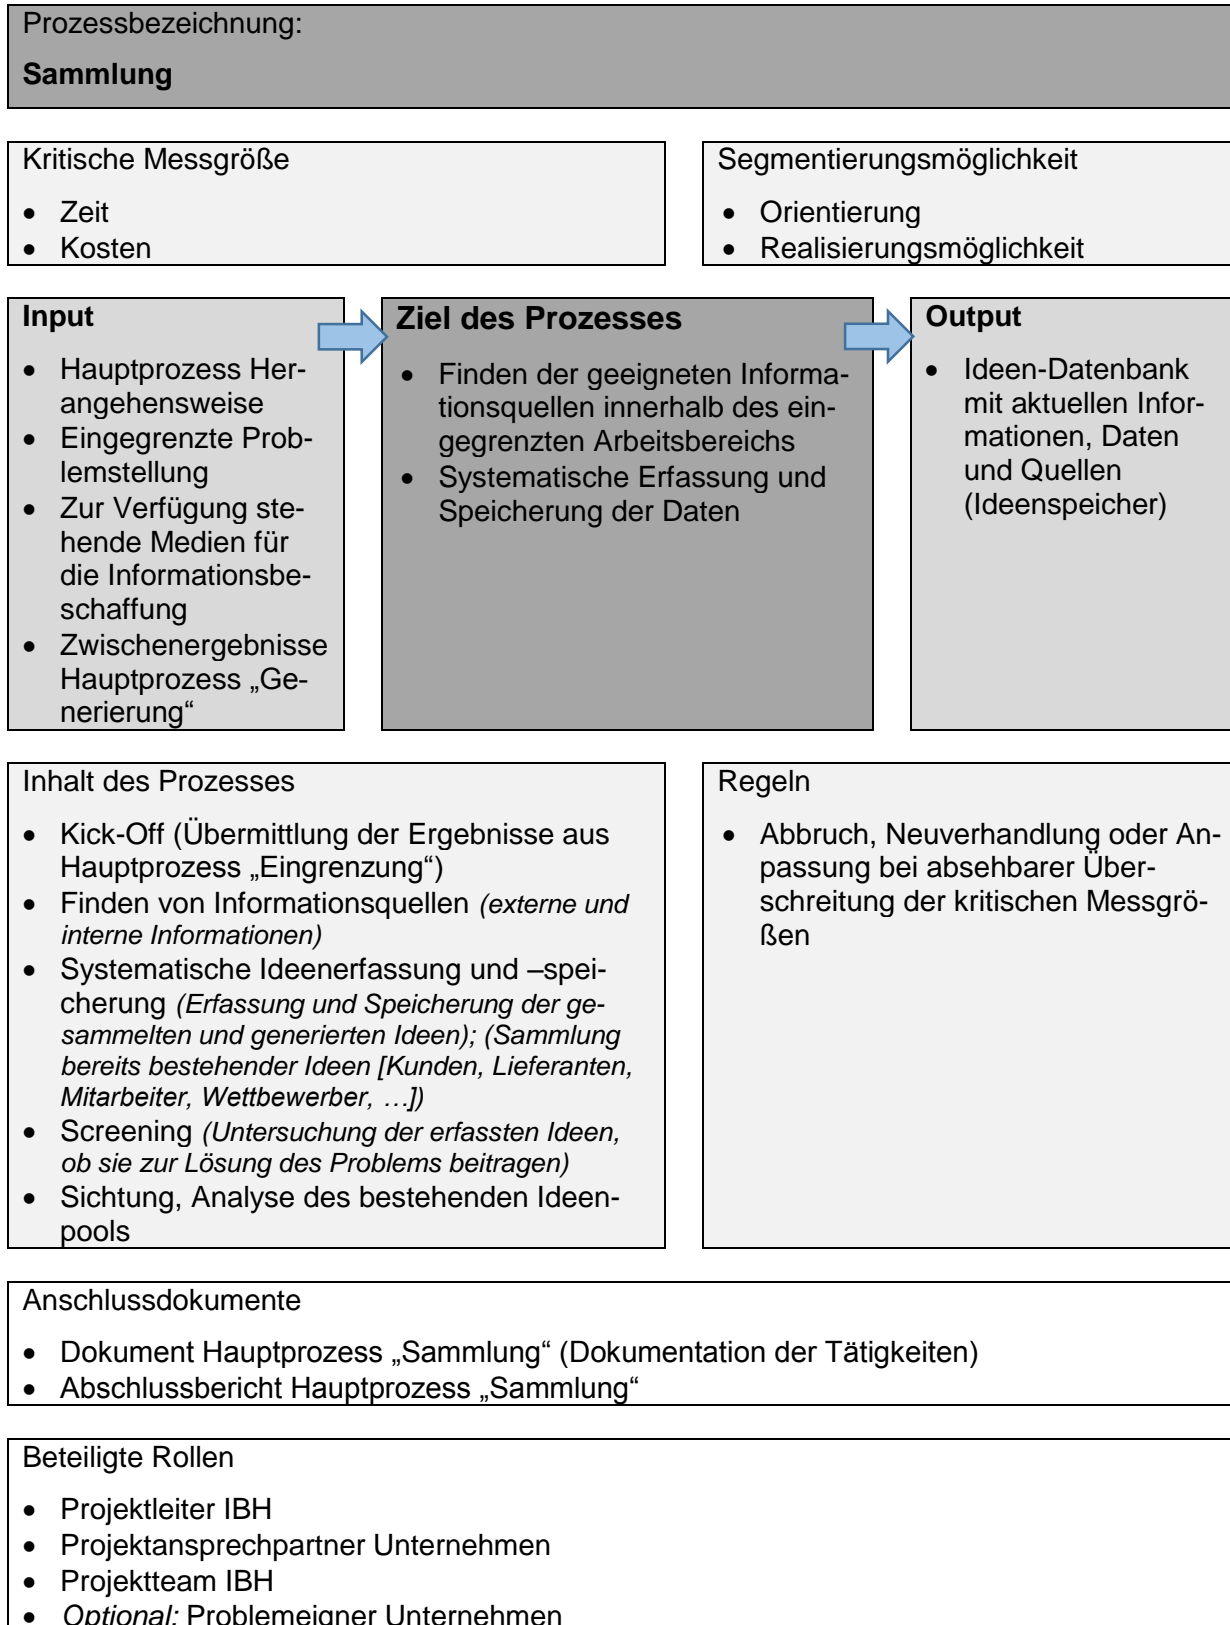 Prozessbezeichnung:
Sammlung
Kritische Messgröße
• Zeit
• Kosten
Segmentierungsmöglichkeit
• Orientierung
• Realisierungsmöglichkeit
Input
• Hauptprozess Her-
angehensweise
• Eingegrenzte Prob-
lemstellung
• Zur Verfügung ste-
hende Medien für
die Informationsbe-
schaffung
• Zwischenergebnisse
Hauptprozess „Ge-
nerierung“
Ziel des Prozesses
• Finden der geeigneten Informa-
tionsquellen innerhalb des ein-
gegrenzten Arbeitsbereichs
• Systematische Erfassung und
Speicherung der Daten
Output
• Ideen-Datenbank
mit aktuellen Infor-
mationen, Daten
und Quellen
(Ideenspeicher)
Inhalt des Prozesses
• Kick-Off (Übermittlung der Ergebnisse aus
Hauptprozess „Eingrenzung“)
• Finden von Informationsquellen (externe und
interne Informationen)
• Systematische Ideenerfassung und –spei-
cherung (Erfassung und Speicherung der ge-
sammelten und generierten Ideen); (Sammlung
bereits bestehender Ideen [Kunden, Lieferanten,
Mitarbeiter, Wettbewerber, …])
• Screening (Untersuchung der erfassten Ideen,
ob sie zur Lösung des Problems beitragen)
• Sichtung, Analyse des bestehenden Ideen-
pools
Regeln
• Abbruch, Neuverhandlung oder An-
passung bei absehbarer Über-
schreitung der kritischen Messgrö-
ßen
Anschlussdokumente
• Dokument Hauptprozess „Sammlung“ (Dokumentation der Tätigkeiten)
• Abschlussbericht Hauptprozess „Sammlung“
Beteiligte Rollen
• Projektleiter IBH
• Projektansprechpartner Unternehmen
• Projektteam IBH
• Optional: Problemeigner Unternehmen